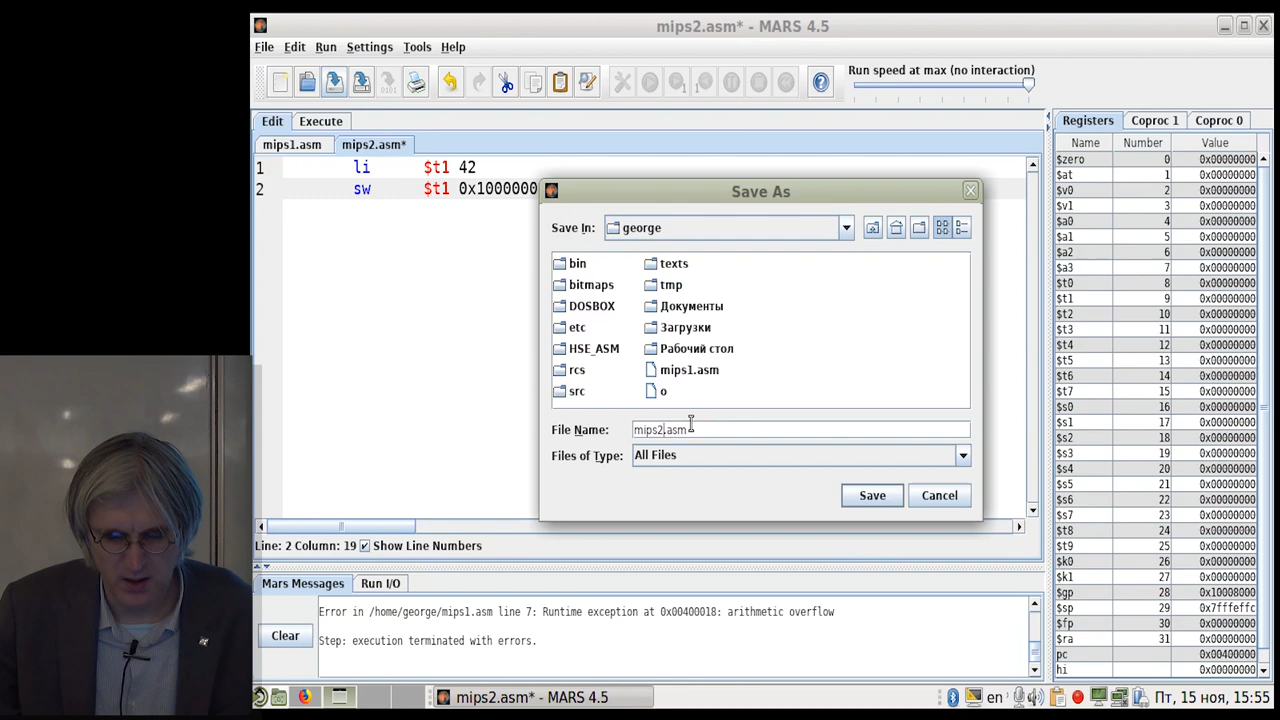 mips2.asm* - MARS 4.5
File Edit Run Settings Tools Help
Run speed at max (no interaction)
Edit Execute
mips1.asm mips2.asm*
1 li $t1 42
2 sw $t1 0x1000000
Save As
Save In: george
bin texts
bitmaps tmp
DOSBOX Документы
etc Загрузки
HSE_ASM Рабочий стол
rcs mips1.asm
src o
File Name: mips2.asm
Files of Type: All Files
Save Cancel
Line: 2 Column: 19 Show Line Numbers
Mars Messages Run I/O
Error in /home/george/mips1.asm line 7: Runtime exception at 0x00400018: arithmetic overflow
Step: execution terminated with errors.
Clear
Registers Coproc 1 Coproc 0
Name Number Value
$zero 0 0x00000000
$at 1 0x00000000
$v0 2 0x00000000
$v1 3 0x00000000
$a0 4 0x00000000
$a1 5 0x00000000
$a2 6 0x00000000
$a3 7 0x00000000
$t0 8 0x00000000
$t1 9 0x00000000
$t2 10 0x00000000
$t3 11 0x00000000
$t4 12 0x00000000
$t5 13 0x00000000
$t6 14 0x00000000
$t7 15 0x00000000
$s0 16 0x00000000
$s1 17 0x00000000
$s2 18 0x00000000
$s3 19 0x00000000
$s4 20 0x00000000
$s5 21 0x00000000
$s6 22 0x00000000
$s7 23 0x00000000
$t8 24 0x00000000
$t9 25 0x00000000
$k0 26 0x00000000
$k1 27 0x00000000
$gp 28 0x10008000
$sp 29 0x7fffeffc
$fp 30 0x00000000
$ra 31 0x00000000
pc 0x00400000
hi 0x00000000
mips2.asm* - MARS 4.5
en Пт, 15 ноя, 15:55